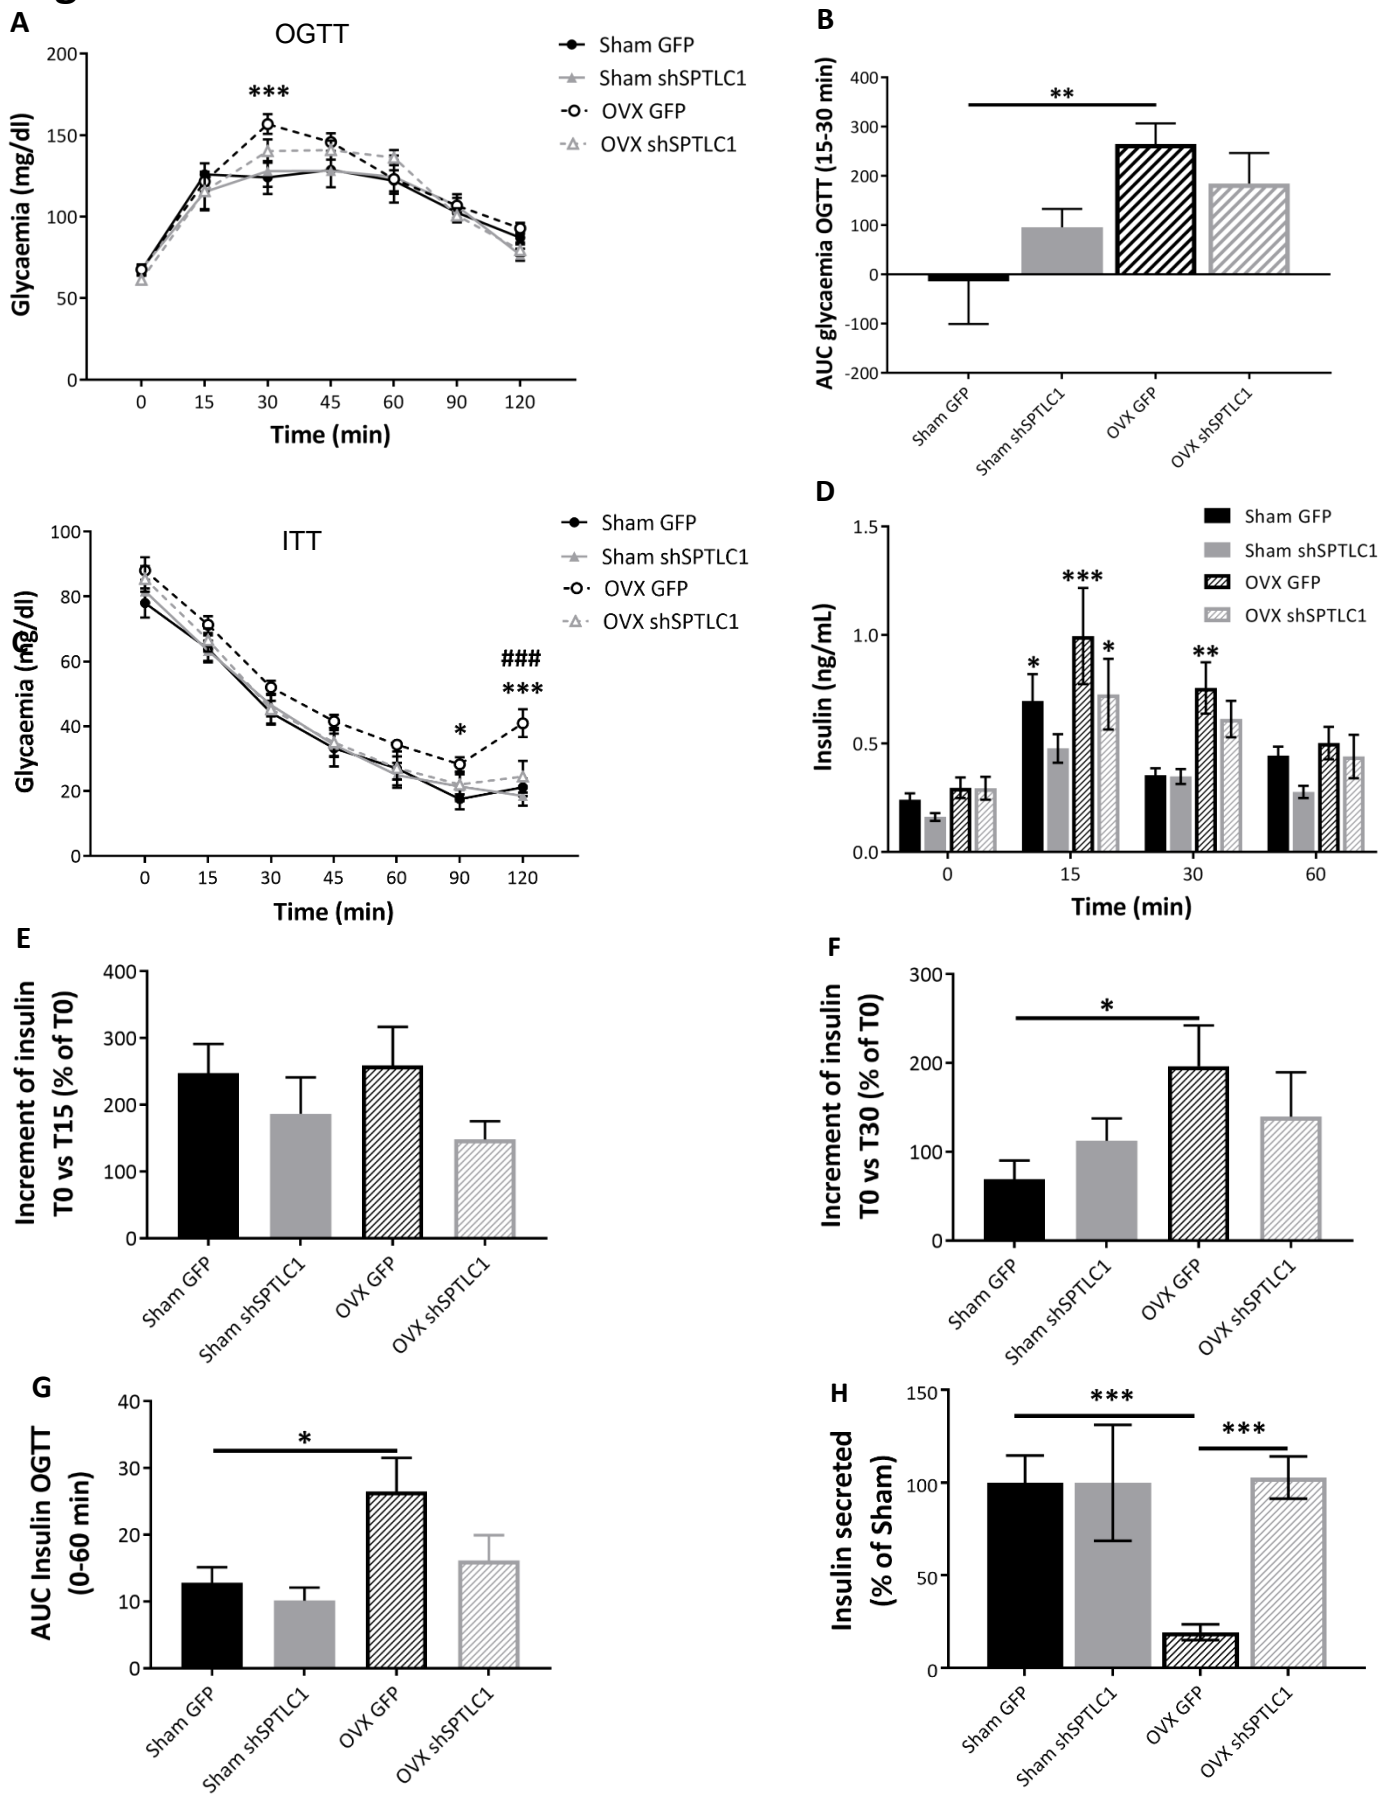 A
OGTT
Sham GFP
Sham shSPTLC1
OVX GFP
OVX shSPTLC1
***
200
150
100
50
0
Glycaemia (mg/dl)
0 15 30 45 60 90 120
Time (min)
B
**
400
300
200
100
0
-100
-200
AUC glycaemia OGTT (15-30 min)
Sham GFP
Sham shSPTLC1
OVX GFP
OVX shSPTLC1
C
ITT
Sham GFP
Sham shSPTLC1
OVX GFP
OVX shSPTLC1
###
***
*
100
80
60
40
20
0
Glycaemia (mg/dl)
0 15 30 45 60 90 120
Time (min)
D
Sham GFP
Sham shSPTLC1
OVX GFP
OVX shSPTLC1
*
***
*
**
1.5
1.0
0.5
0.0
Insulin (ng/mL)
0 15 30 60
Time (min)
E
400
300
200
100
0
Increment of insulin
T0 vs T15 (% of T0)
Sham GFP
Sham shSPTLC1
OVX GFP
OVX shSPTLC1
F
*
300
200
100
0
Increment of insulin
T0 vs T30 (% of T0)
Sham GFP
Sham shSPTLC1
OVX GFP
OVX shSPTLC1
G
*
40
30
20
10
0
AUC Insulin OGTT
(0-60 min)
Sham GFP
Sham shSPTLC1
OVX GFP
OVX shSPTLC1
H
***
***
150
100
50
0
Insulin secreted
(% of Sham)
Sham GFP
Sham shSPTLC1
OVX GFP
OVX shSPTLC1